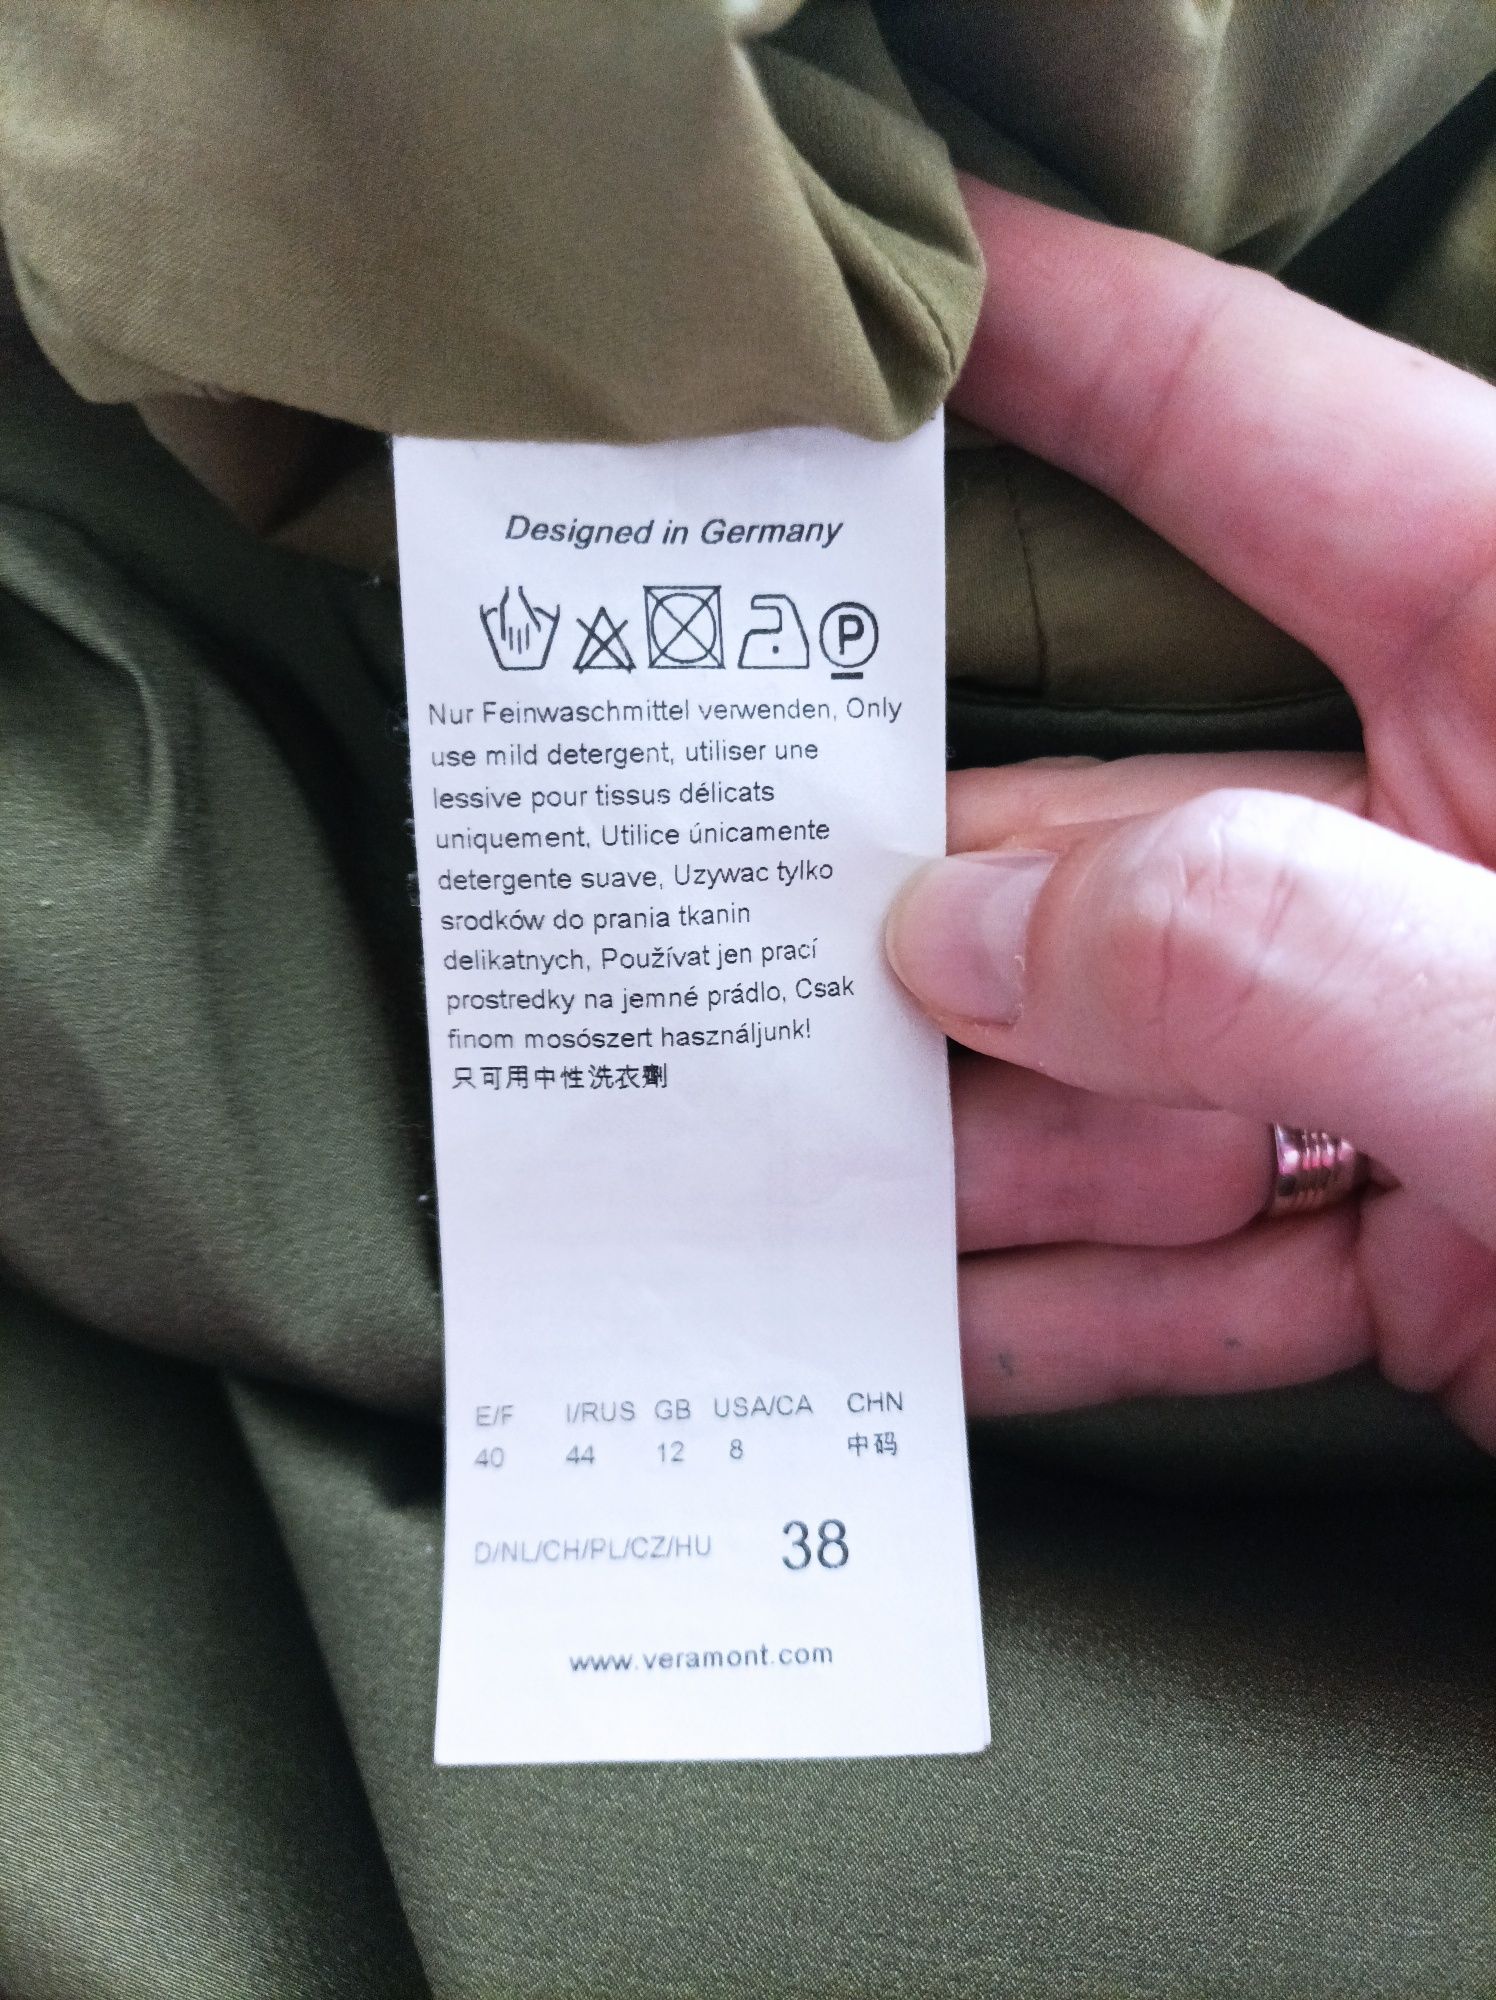 Designed in Germany
P
Nur Feinwaschmittel verwenden, Only
use mild detergent, utiliser une
lessive pour tissus délicats
uniquement, Utilice únicamente
detergente suave, Uzywac tylko
srodków do prania tkanin
delikatnych, Používat jen prací
prostredky na jemné prádlo, Csak
finom mosószert használjunk!
只可用中性洗衣劑
E/F I/RUS GB USA/CA CHN
40 44 12 8 中码
D/NL/CH/PL/CZ/HU 38
www.veramont.com